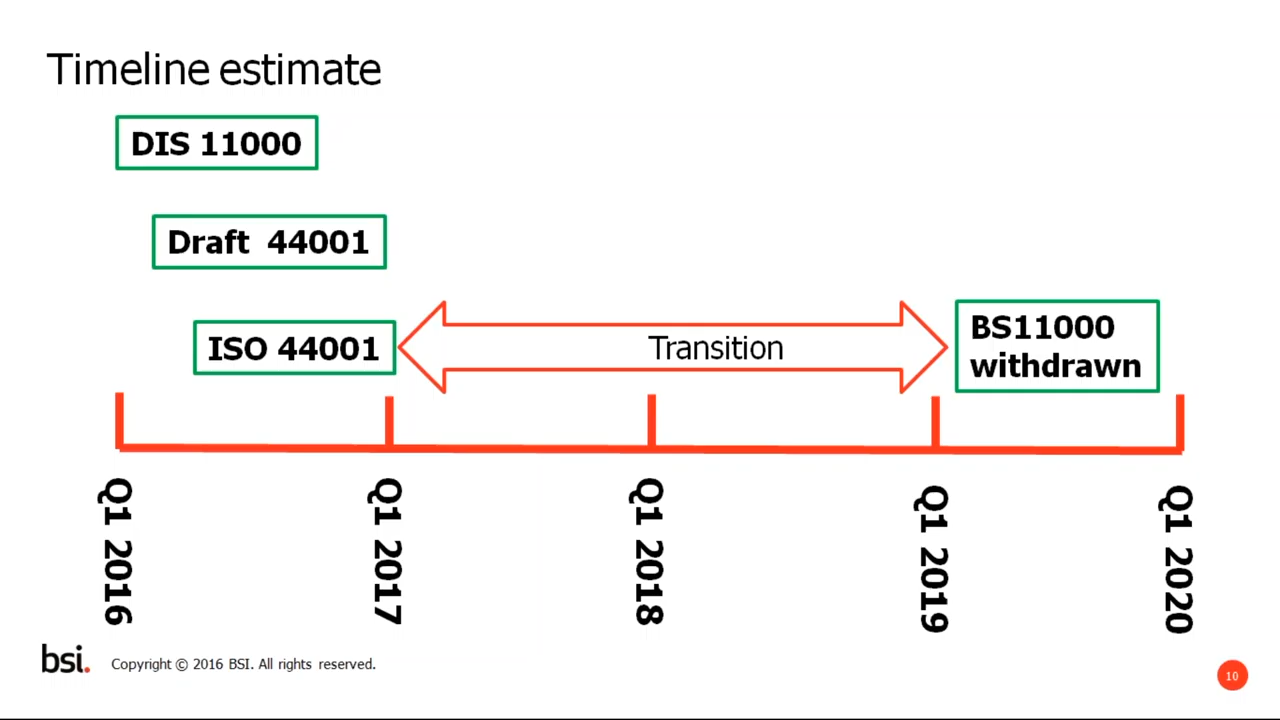 Timeline estimate
DIS 11000
Draft 44001
ISO 44001
Transition
BS11000
withdrawn
Q1 2016
Q1 2017
Q1 2018
Q1 2019
Q1 2020
bsi.
Copyright © 2016 BSI. All rights reserved.
10